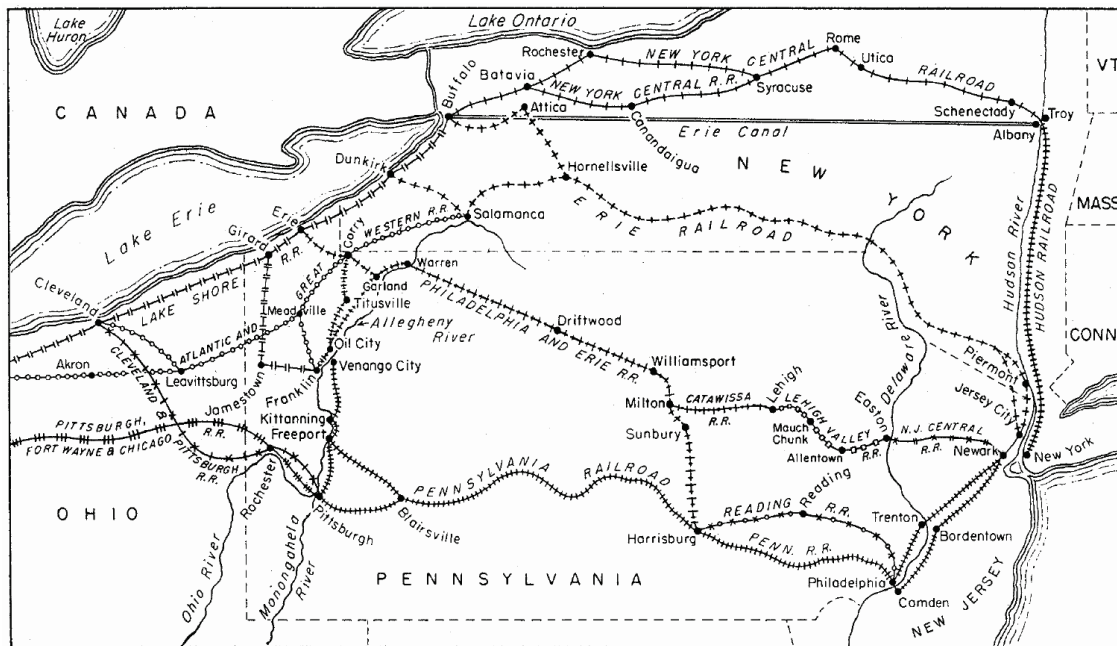 Lake
Huron
Lake Ontario
CANADA
Lake Erie
Rochester
NEW YORK CENTRAL
RAILROAD
Rome
Utica
Batavia
NEW YORK CENTRAL R.R.
Syracuse
Schenectady
Troy
Albany
VT
Buffalo
Attica
Canandaigua
Erie Canal
NEW YORK
Dunkirk
Hornellsville
ERIE RAILROAD
Hudson River
HUDSON RAILROAD
MASS
Salamanca
Erie
Girard
Corry
GREAT WESTERN R.R.
Warren
Garland
Cleveland
LAKE SHORE R.R.
Meadville
Titusville
Allegheny
River
PHILADELPHIA AND ERIE R.R.
Driftwood
Delaware River
CONN
Akron
ATLANTIC AND
Leavittsburg
Oil City
Venango City
Williamsport
Piermont
Jersey City
Jamestown
Franklin
Kittanning
Freeport
Milton
CATAWISSA
R.R.
Lehigh
Mauch
Chunk
LEHIGH VALLEY
R.R.
Easton
N.J. CENTRAL
R.R.
Newark
New York
CLEVELAND &
PITTSBURGH
R.R.
PITTSBURGH,
FORT WAYNE & CHICAGO
R.R.
Sunbury
Allentown
Rochester
Pittsburgh
Blairsville
PENNSYLVANIA RAILROAD
READING R.R.
Reading
Trenton
Bordentown
OHIO
Harrisburg
PENN. R.R.
Ohio River
Monongahela
River
PENNSYLVANIA
Philadelphia
Camden
NEW JERSEY